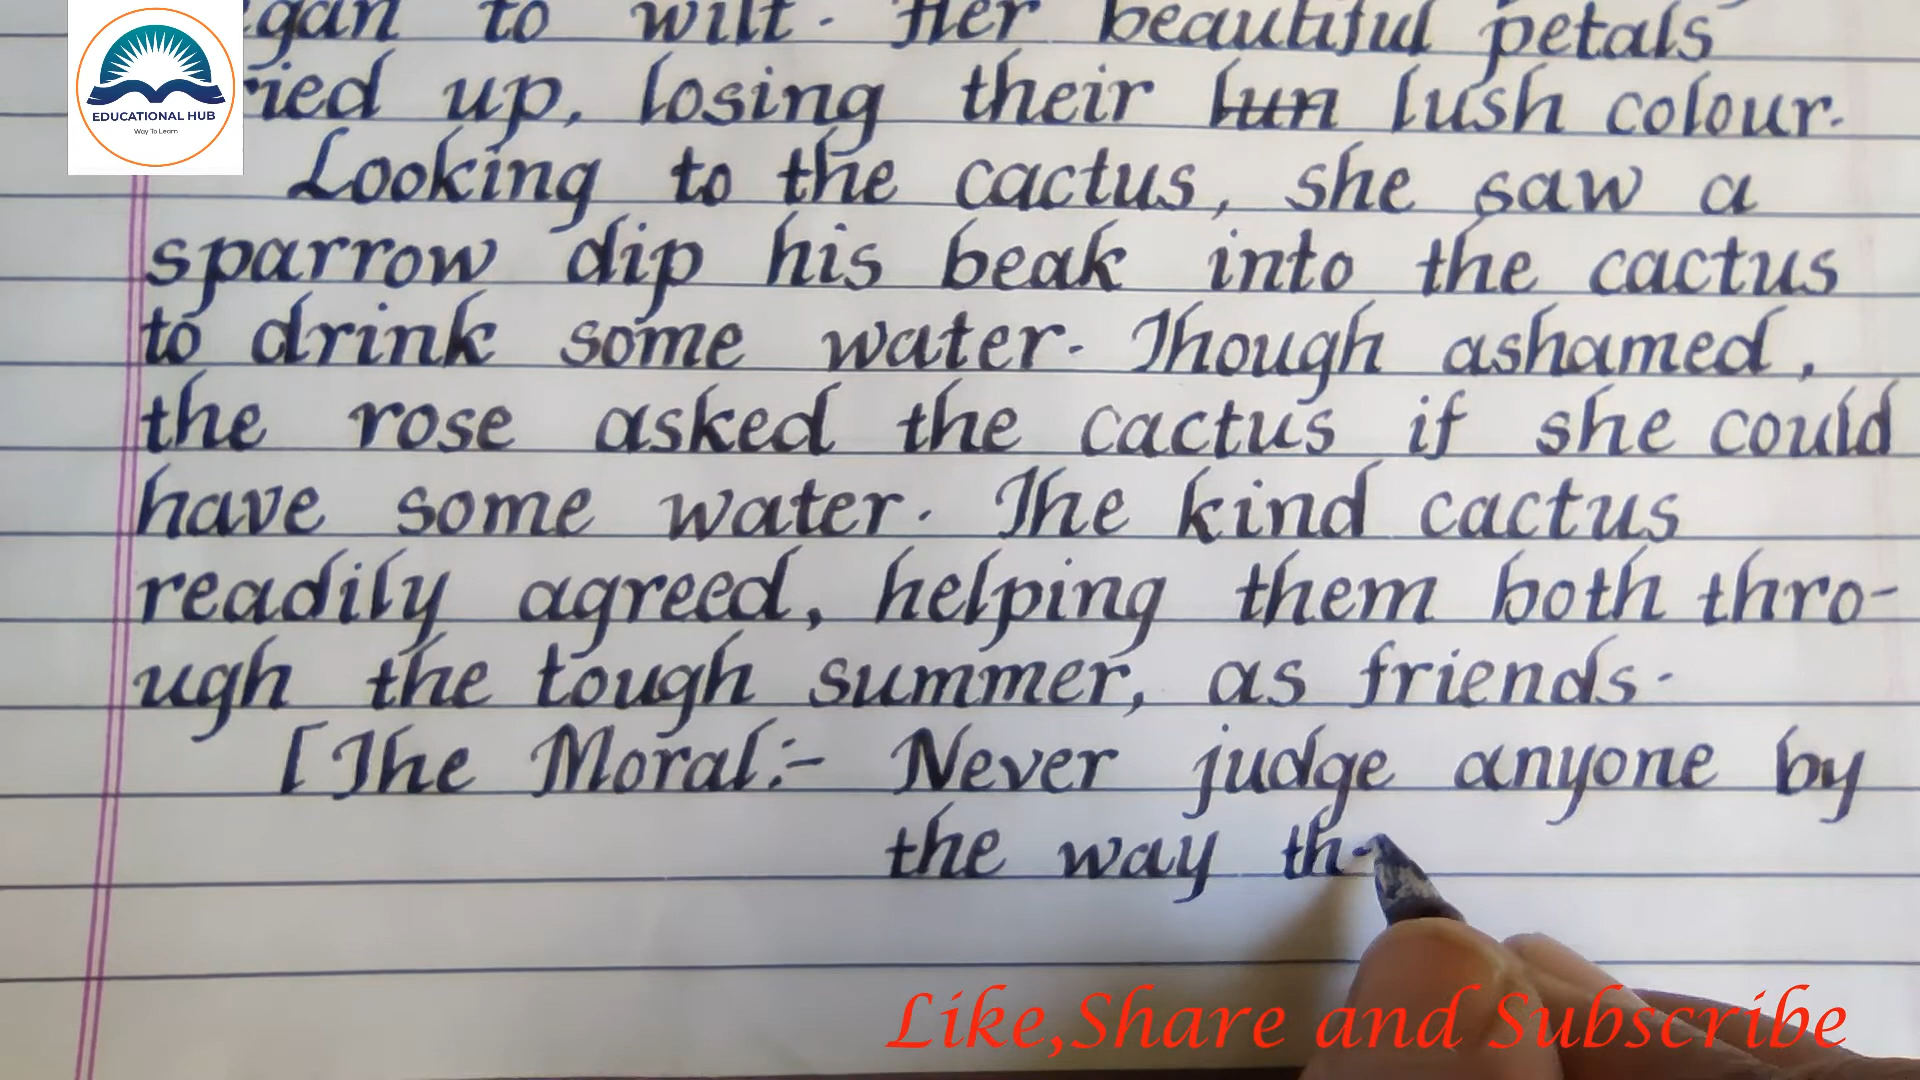 EDUCATIONAL HUB
Way To Learn
gan to wilt. Her beautiful petals
ried up, losing their lun lush colour.
Looking to the cactus, she saw a
sparrow dip his beak into the cactus
to drink some water. Though ashamed,
the rose asked the cactus if she could
have some water. The kind cactus
readily agreed, helping them both thro-
ugh the tough summer, as friends.
[The Moral:- Never judge anyone by
the way th
Like,Share and Subscribe